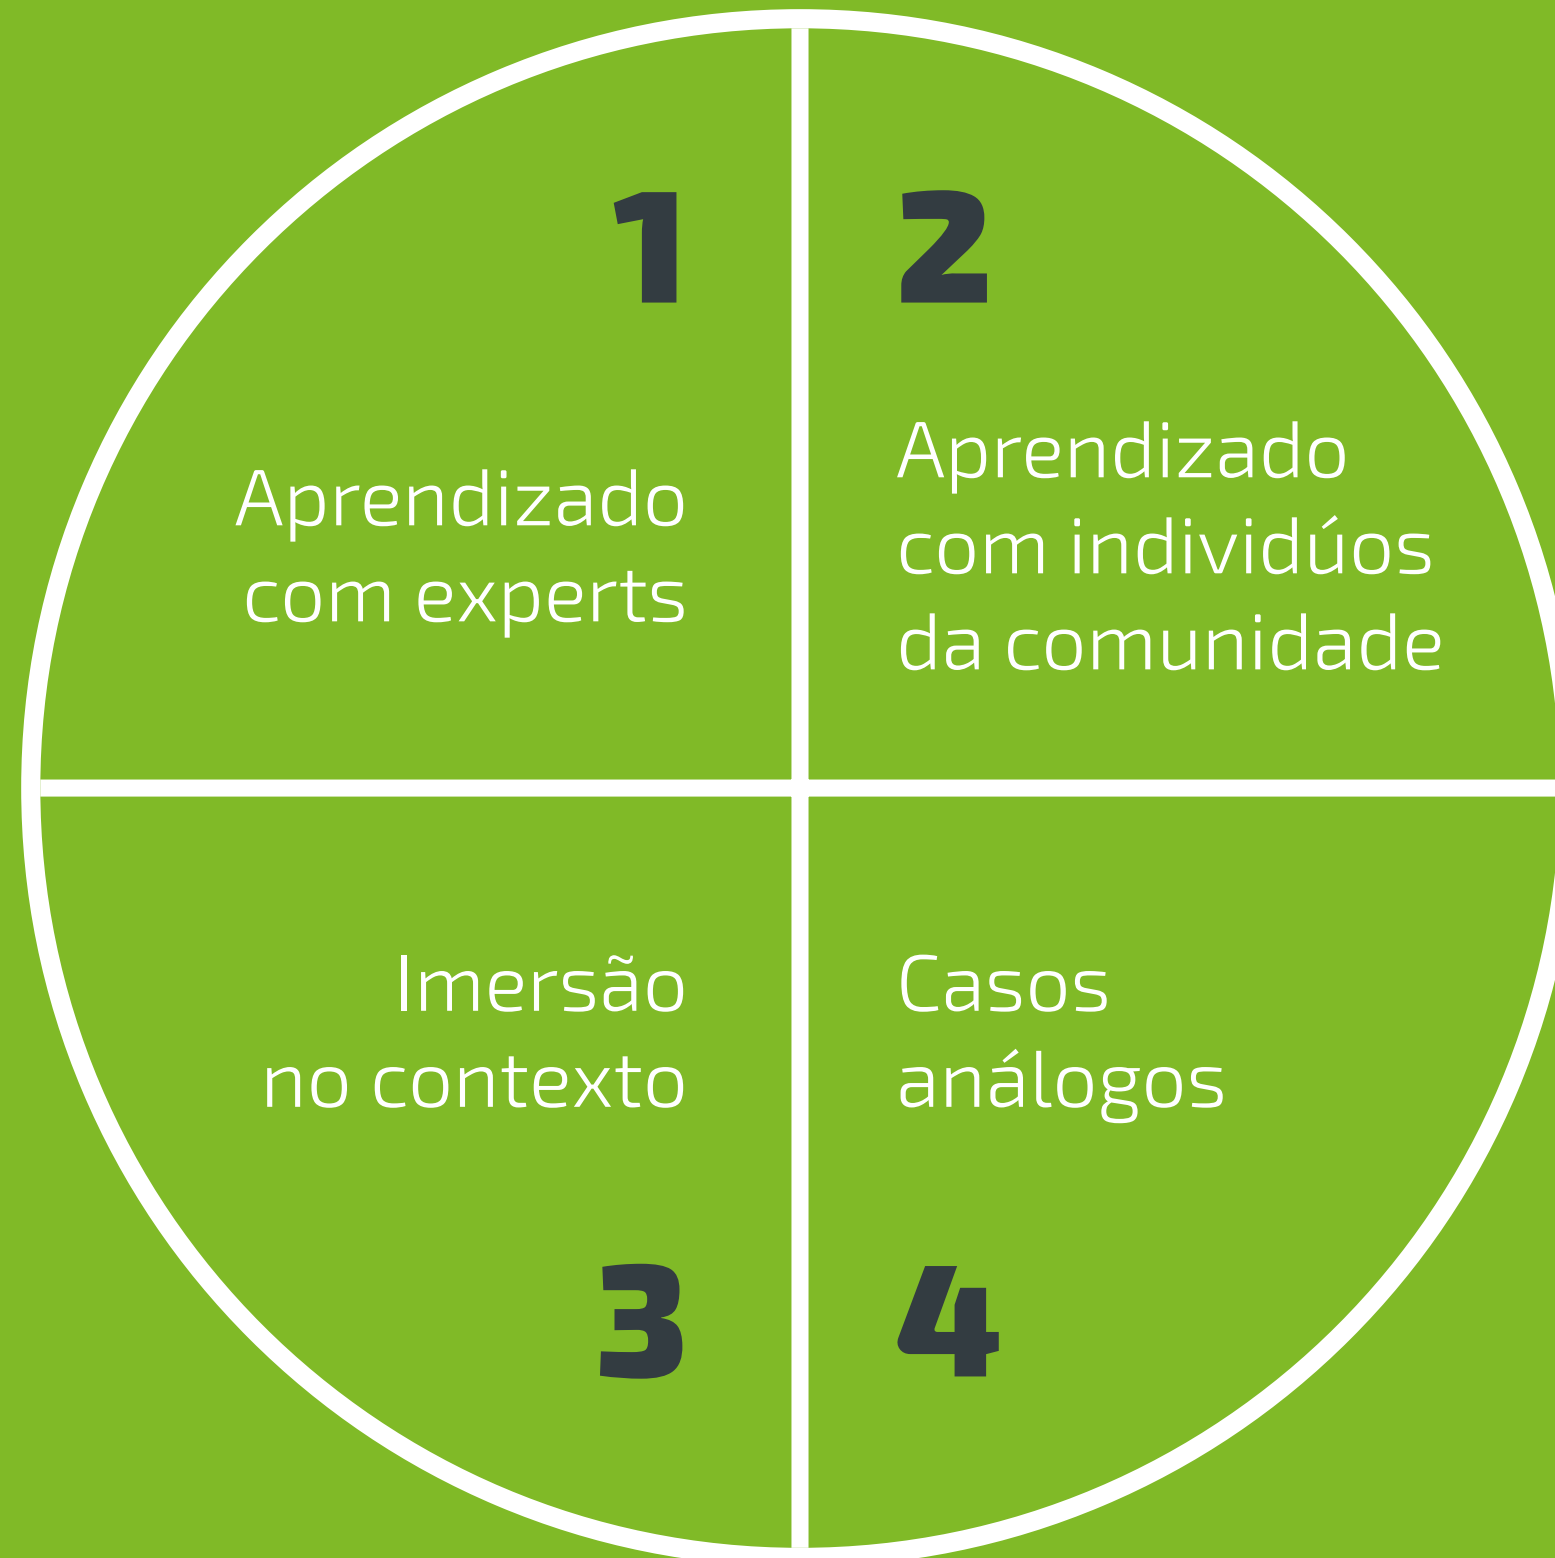 1
Aprendizado
com experts
2
Aprendizado
com individúos
da comunidade
Imersão
no contexto
3
Casos
análogos
4